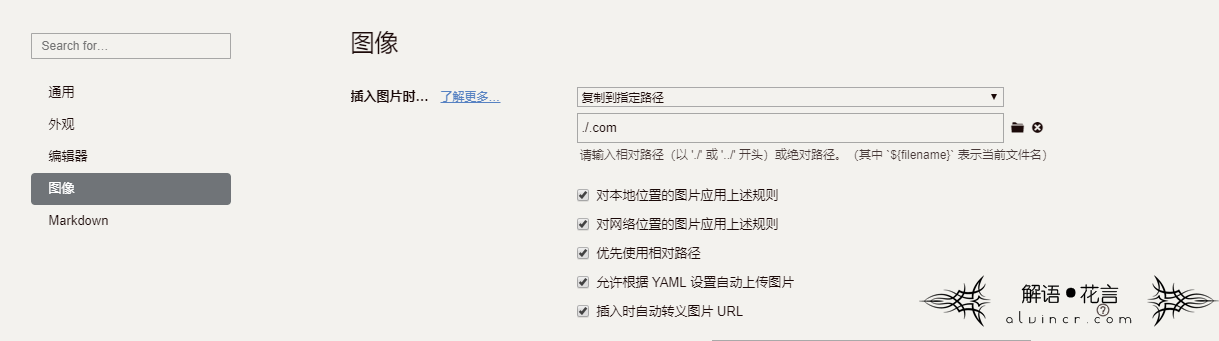 Search for...
通用
外观
编辑器
图像
Markdown
图像
插入图片时... 了解更多...
复制到指定路径
./.com
请输入相对路径（以 './' 或 '../' 开头）或绝对路径。（其中 `${filename}` 表示当前文件名）
对本地位置的图片应用上述规则
对网络位置的图片应用上述规则
优先使用相对路径
允许根据 YAML 设置自动上传图片
插入时自动转义图片 URL
解语●花言
alvincr.com